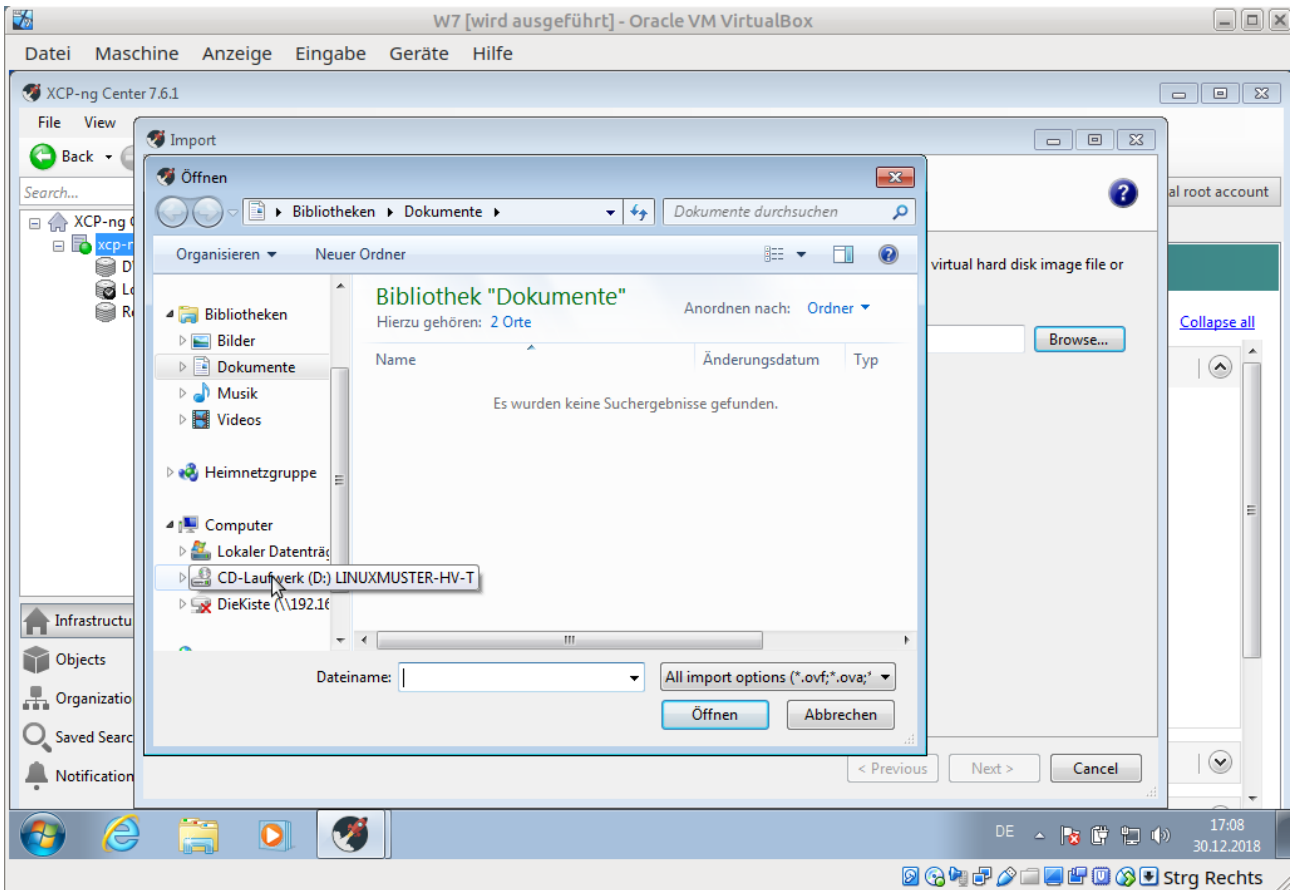 W7 [wird ausgeführt] - Oracle VM VirtualBox
Datei Maschine Anzeige Eingabe Geräte Hilfe
XCP-ng Center 7.6.1
File View
Import
Back
Öffnen
Search...
Bibliotheken Dokumente
Dokumente durchsuchen
al root account
XCP-ng
xcp-r
Organisieren Neuer Ordner
virtual hard disk image file or
Bibliotheken
Bilder
Dokumente
Musik
Videos
Bibliothek "Dokumente"
Hierzu gehören: 2 Orte
Anordnen nach: Ordner
Name Änderungsdatum Typ
Es wurden keine Suchergebnisse gefunden.
Browse...
Collapse all
Heimnetzgruppe
Computer
Lokaler Datenträg
CD-Laufwerk (D:) LINUXMUSTER-HV-T
DieKiste (\\192.16
Infrastructu
Objects
Organizatio
Saved Searc
Notification
Dateiname:
All import options (*.ovf;*.ova;*
Öffnen Abbrechen
< Previous Next > Cancel
DE
17:08
30.12.2018
Strg Rechts